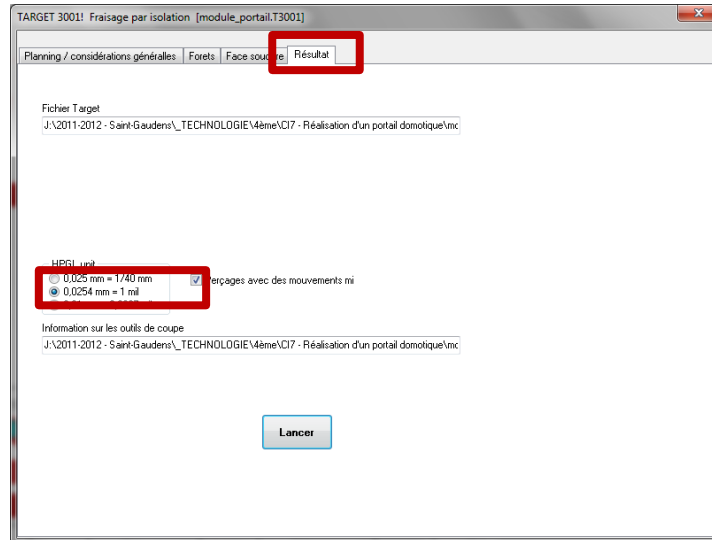 TARGET 3001! Fraisage par isolation [module_portail.T3001]
Planning / considérations générales Forets Face soudure Résultat
Fichier Target
J:\2011-2012 - Saint-Gaudens\_TECHNOLOGIE\4ème\CI7 - Réalisation d'un portail domotique\mc
HPGL unit
0,025 mm = 1/40 mm
0,0254 mm = 1 mil
Perçages avec des mouvements mi
Information sur les outils de coupe
J:\2011-2012 - Saint-Gaudens\_TECHNOLOGIE\4ème\CI7 - Réalisation d'un portail domotique\mc
Lancer